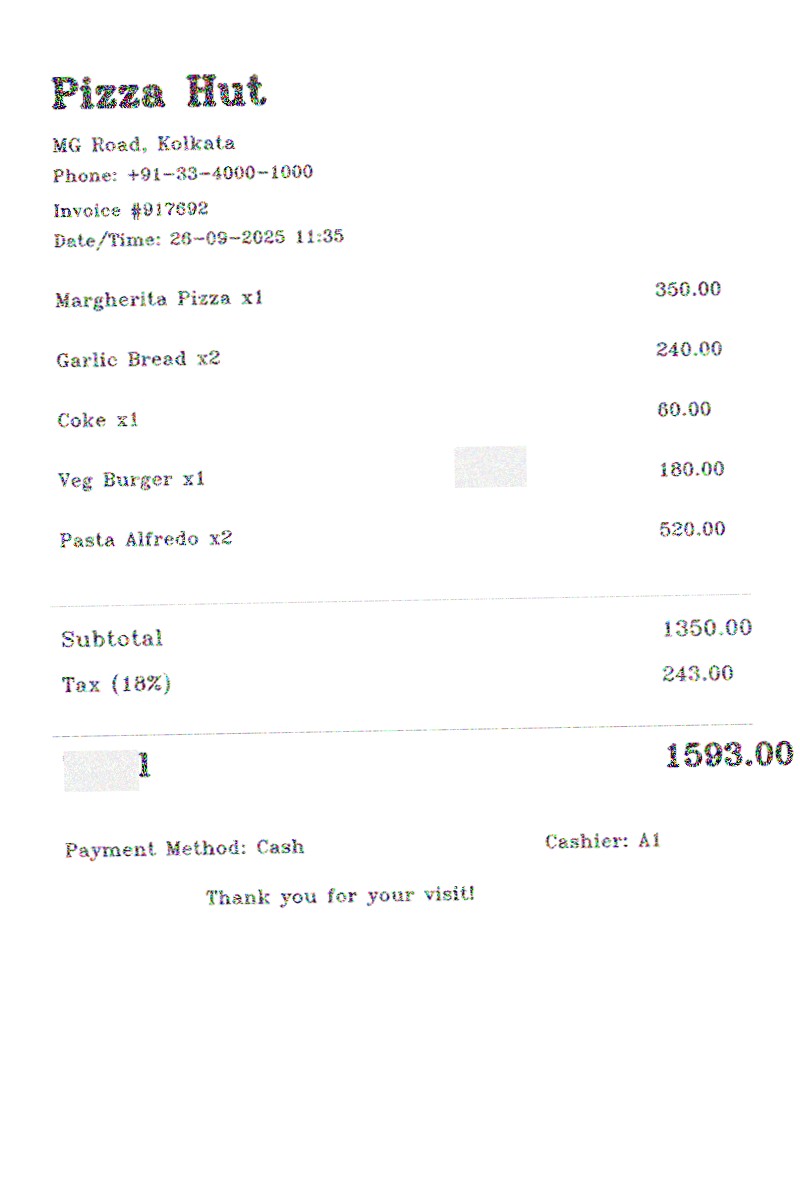 Pizza Hut
MG Road, Kolkata
Phone: +91-33-4000-1000
Invoice #917692
Date/Time: 26-09-2025 11:35
Margherita Pizza x1 350.00
Garlic Bread x2 240.00
Coke x1 60.00
Veg Burger x1 180.00
Pasta Alfredo x2 520.00
Subtotal 1350.00
Tax (18%) 243.00
1593.00
Payment Method: Cash Cashier: A1
Thank you for your visit!